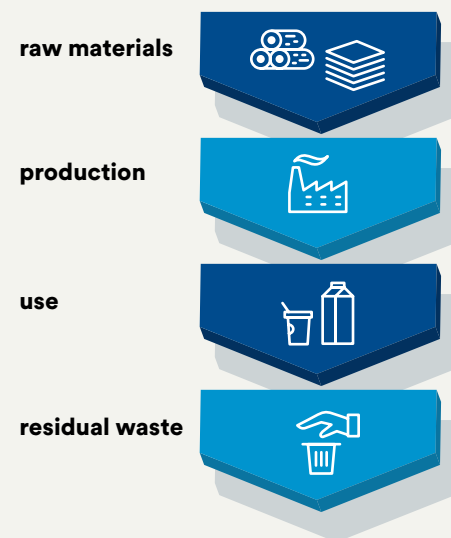 raw materials
production
use
residual waste